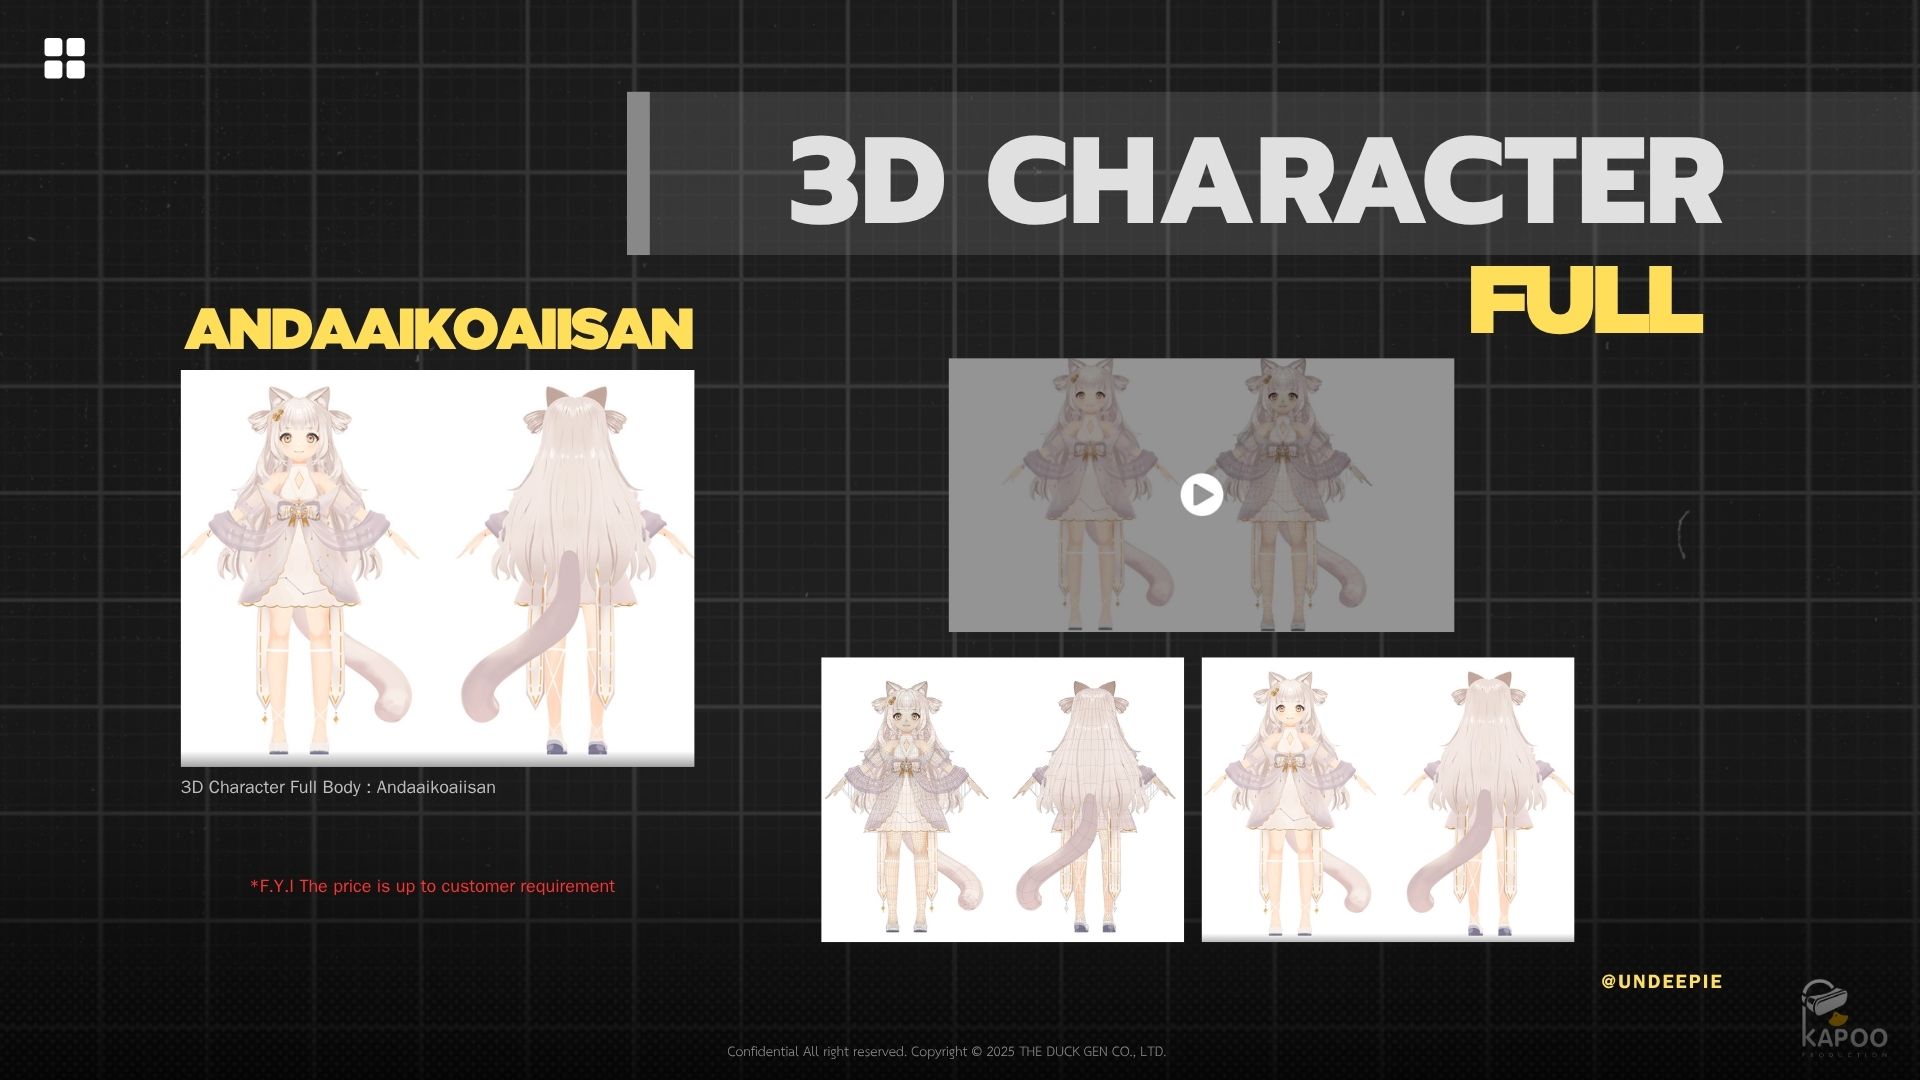 3D CHARACTER
FULL
ANDAAIKOAIISAN
3D Character Full Body : Andaaikoaiisan
*F.Y.I The price is up to customer requirement
@UNDEEPIE
KAPOO
PRODUCTION
Confidential All right reserved. Copyright © 2025 THE DUCK GEN CO., LTD.